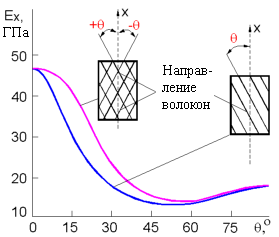 Ex,
ГПа
50
40
30
20
10
0
15
30
45
60
75
θ,°
+θ
-θ
x
θ
x
Направ-
ление
волокон